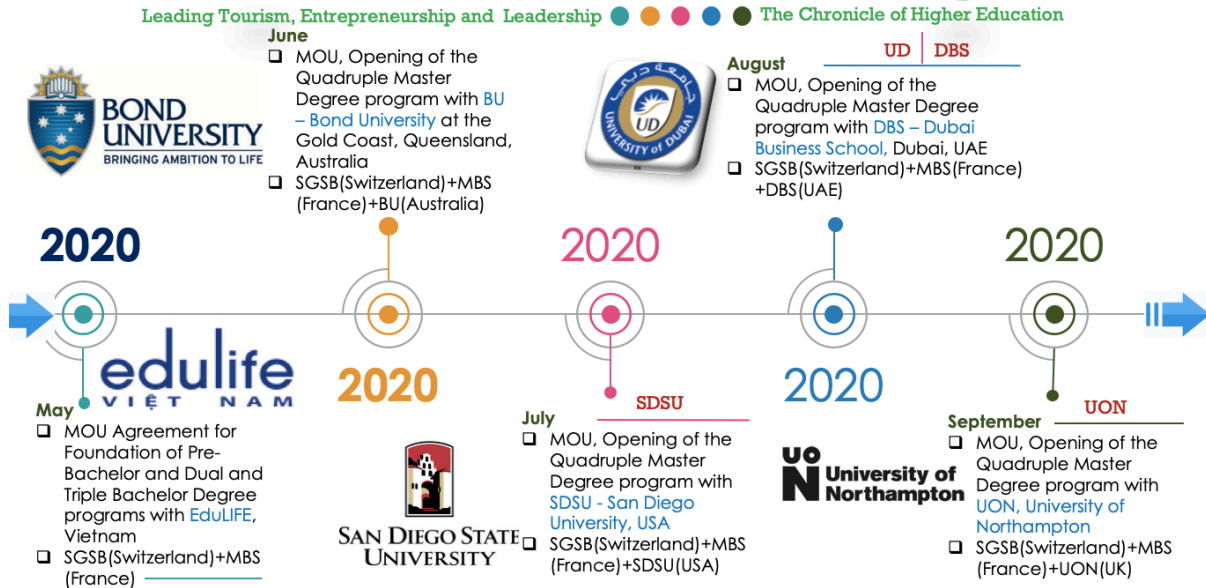 Leading Tourism, Entrepreneurship and Leadership
The Chronicle of Higher Education
June
❑ MOU, Opening of the
Quadruple Master
Degree program with BU
– Bond University at the
Gold Coast, Queensland,
Australia
❑ SGSB(Switzerland)+MBS
(France)+BU(Australia)
BOND
UNIVERSITY
BRINGING AMBITION TO LIFE
جامعة دبي
UD
UNIVERSITY of DUBAI
UD | DBS
August
❑ MOU, Opening of the
Quadruple Master Degree
program with DBS – Dubai
Business School, Dubai, UAE
❑ SGSB(Switzerland)+MBS(France)
+DBS(UAE)
2020
2020
2020
2020
2020
edulife
VIỆT NAM
May
❑ MOU Agreement for
Foundation of Pre-
Bachelor and Dual and
Triple Bachelor Degree
programs with EduLIFE,
Vietnam
❑ SGSB(Switzerland)+MBS
(France)
SAN DIEGO STATE
UNIVERSITY
SDSU
July
❑ MOU, Opening of the
Quadruple Master
Degree program with
SDSU - San Diego
University, USA
❑ SGSB(Switzerland)+MBS
(France)+SDSU(USA)
UON
University of
Northampton
UON
September
❑ MOU, Opening of the
Quadruple Master
Degree program with
UON, University of
Northampton
❑ SGSB(Switzerland)+MBS
(France)+UON(UK)